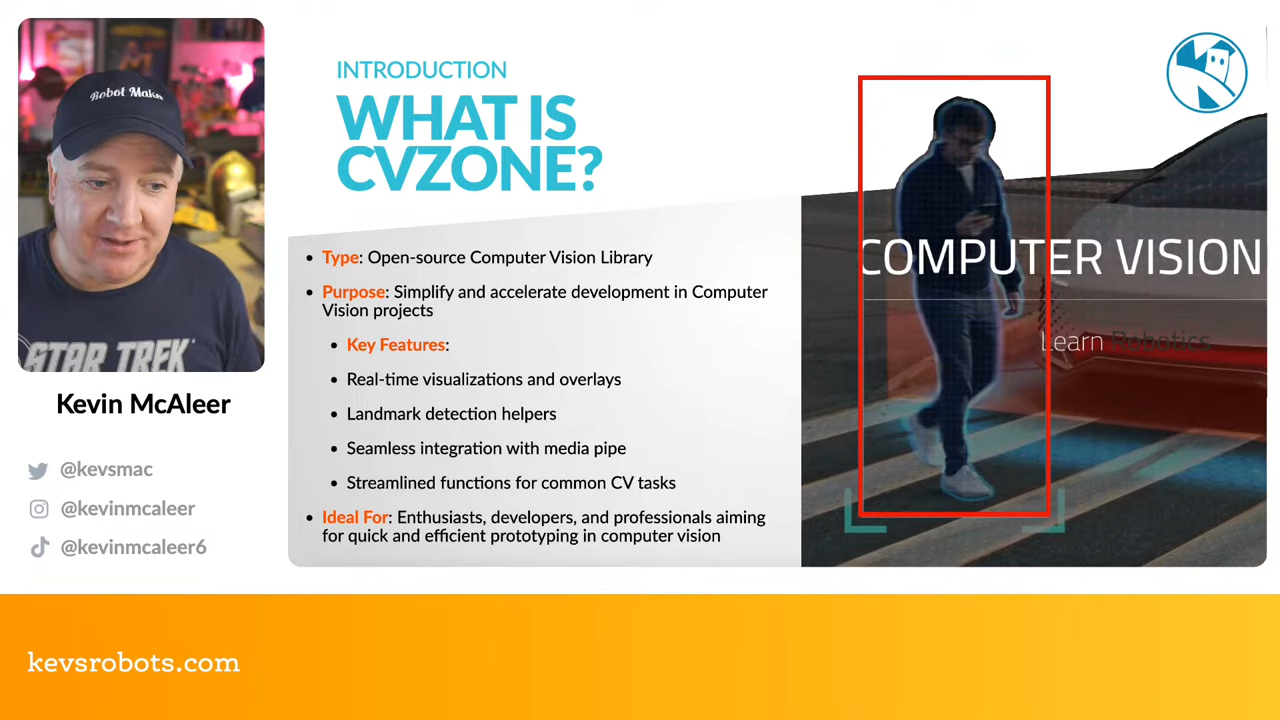 Robot Maker
STAR TREK
Kevin McAleer
@kevsmac
@kevinmcaleer
@kevinmcaleer6
INTRODUCTION
WHAT IS
CVZONE?
• Type: Open-source Computer Vision Library
• Purpose: Simplify and accelerate development in Computer
Vision projects
• Key Features:
• Real-time visualizations and overlays
• Landmark detection helpers
• Seamless integration with media pipe
• Streamlined functions for common CV tasks
• Ideal For: Enthusiasts, developers, and professionals aiming
for quick and efficient prototyping in computer vision
COMPUTER VISION
Learn Robotics
kevsrobots.com